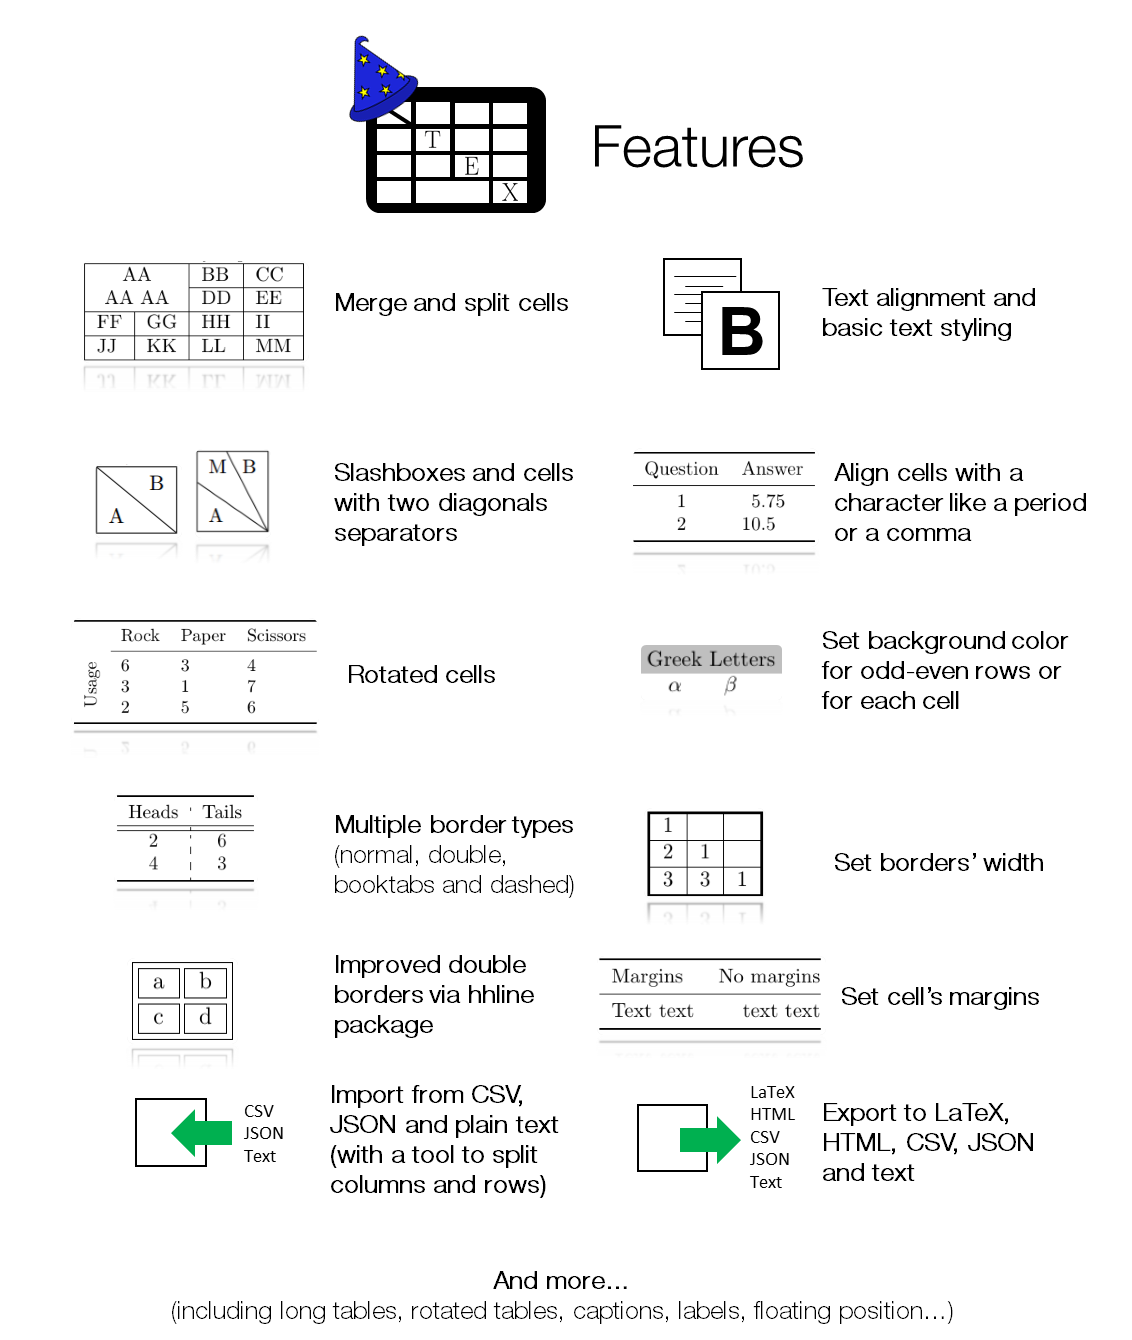 T
E
X
Features
AA BB CC
AA AA DD EE
FF GG HH II
JJ KK LL MM
Merge and split cells
B
Text alignment and
basic text styling
B
A
M B
A
Slashboxes and cells
with two diagonals
separators
Question Answer
1 5.75
2 10.5
Align cells with a
character like a period
or a comma
Rock Paper Scissors
Usage
6 3 4
3 1 7
2 5 6
Rotated cells
Greek Letters
α β
Set background color
for odd-even rows or
for each cell
Heads Tails
2 6
4 3
Multiple border types
(normal, double,
booktabs and dashed)
1
2 1
3 3 1
Set borders' width
a b
c d
Improved double
borders via hhline
package
Margins No margins
Text text text text
Set cell's margins
CSV
JSON
Text
Import from CSV,
JSON and plain text
(with a tool to split
columns and rows)
LaTeX
HTML
CSV
JSON
Text
Export to LaTeX,
HTML, CSV, JSON
and text
And more...
(including long tables, rotated tables, captions, labels, floating position...)